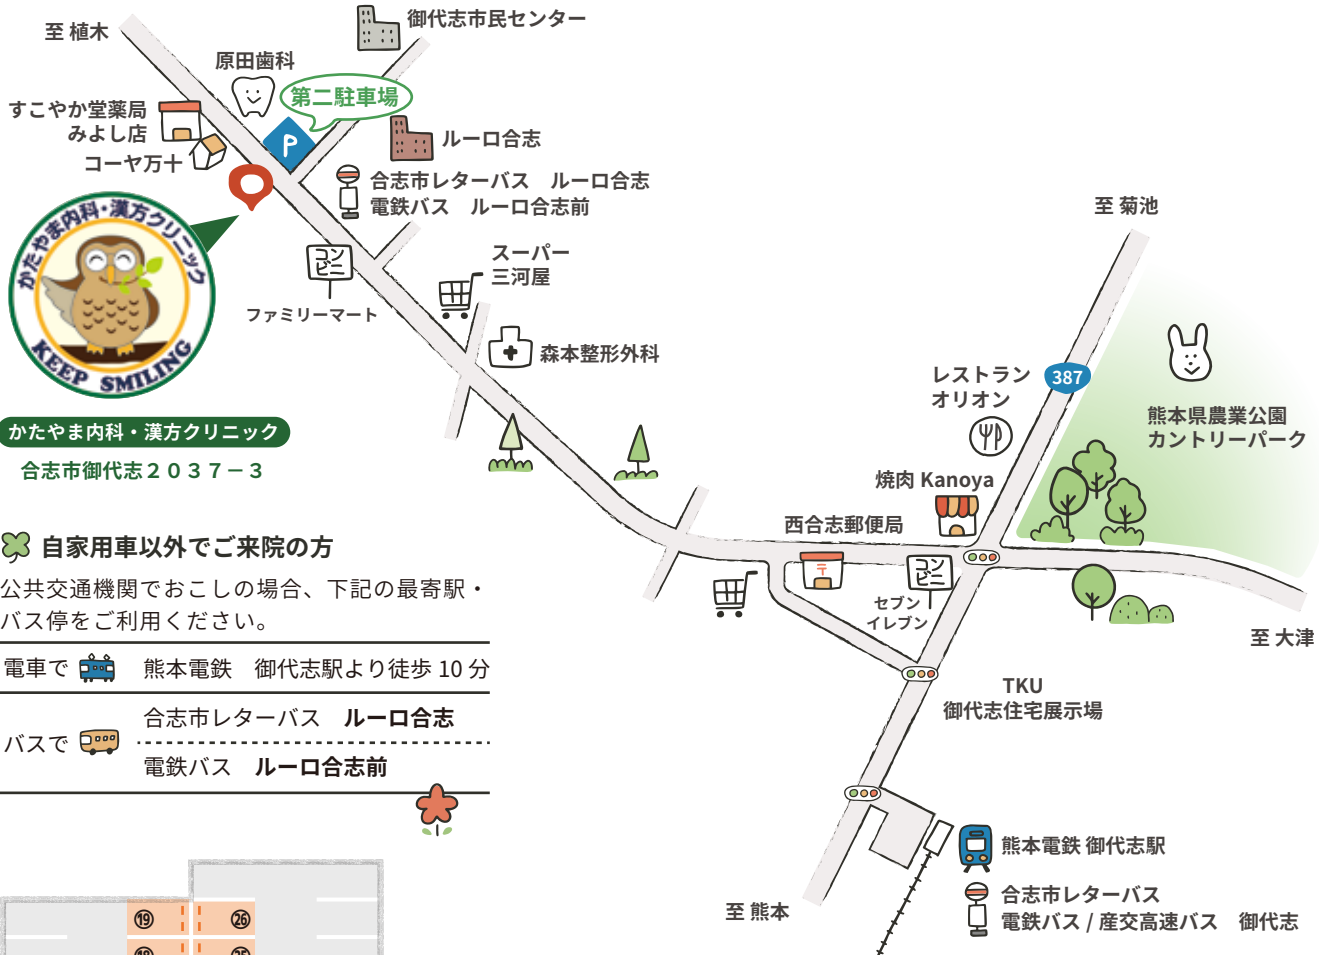 至 植木
御代志市民センター
原田歯科
第二駐車場
すこやか堂薬局
みよし店
コーヤ万十
P
ルーロ合志
合志市レターバス　ルーロ合志
電鉄バス　ルーロ合志前
かたやま内科・漢方クリニック
KEEP SMILING
コン
ビニ
ファミリーマート
スーパー
三河屋
森本整形外科
かたやま内科・漢方クリニック
合志市御代志２０３７－３
至 菊池
387
レストラン
オリオン
熊本県農業公園
カントリーパーク
焼肉 Kanoya
西合志郵便局
〒
コン
ビニ
セブン
イレブン
至 大津
TKU
御代志住宅展示場
熊本電鉄 御代志駅
合志市レターバス
電鉄バス / 産交高速バス　御代志
至 熊本
自家用車以外でご来院の方
公共交通機関でおこしの場合、下記の最寄駅・
バス停をご利用ください。
電車で　熊本電鉄　御代志駅より徒歩 10 分
バスで
合志市レターバス　ルーロ合志
電鉄バス　ルーロ合志前
⑲ ㉖